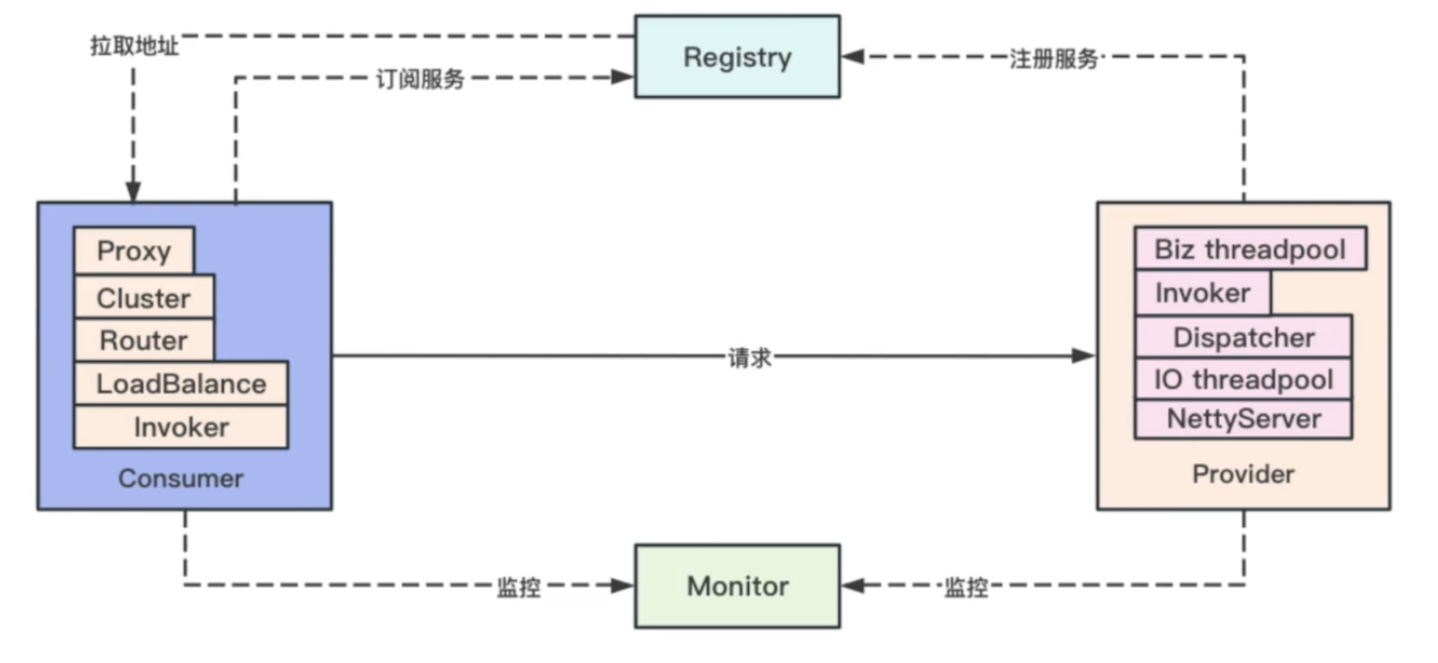 拉取地址
Registry
注册服务
订阅服务
Proxy
Cluster
Router
LoadBalance
Invoker
Consumer
请求
Biz threadpool
Invoker
Dispatcher
IO threadpool
NettyServer
Provider
监控
Monitor
监控